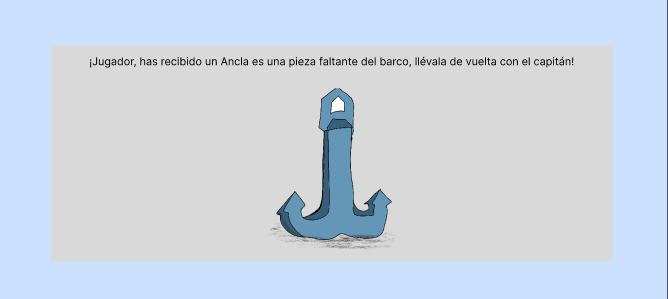 ¡Jugador, has recibido un Ancla es una pieza faltante del barco, llévala de vuelta con el capitán!